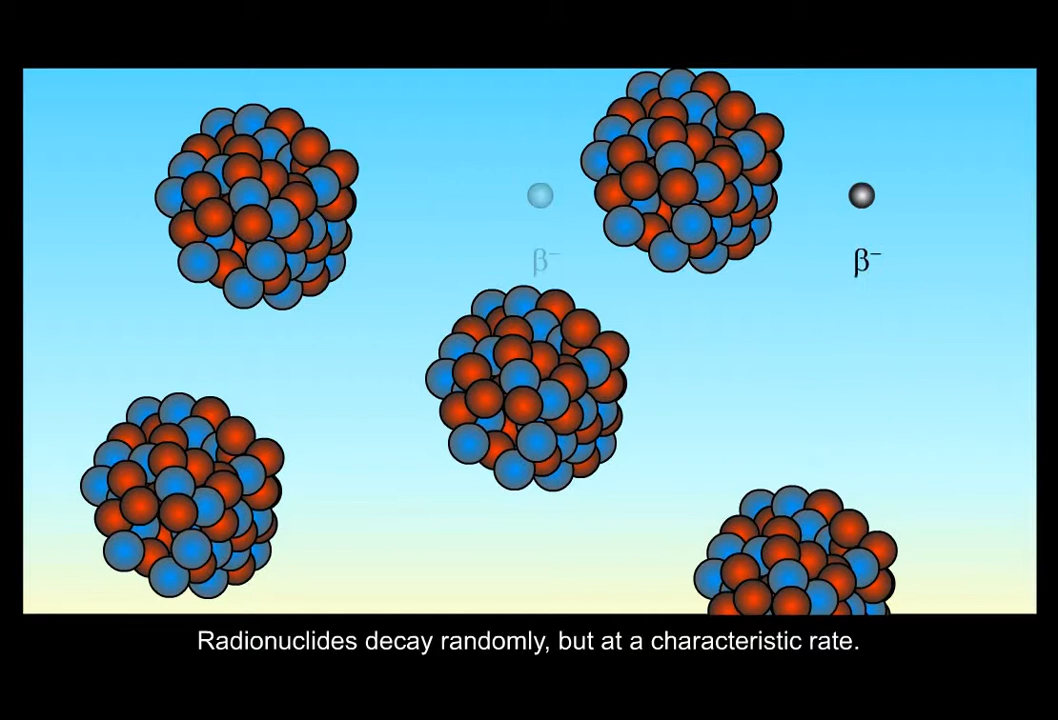 β⁻
β⁻
Radionuclides decay randomly, but at a characteristic rate.